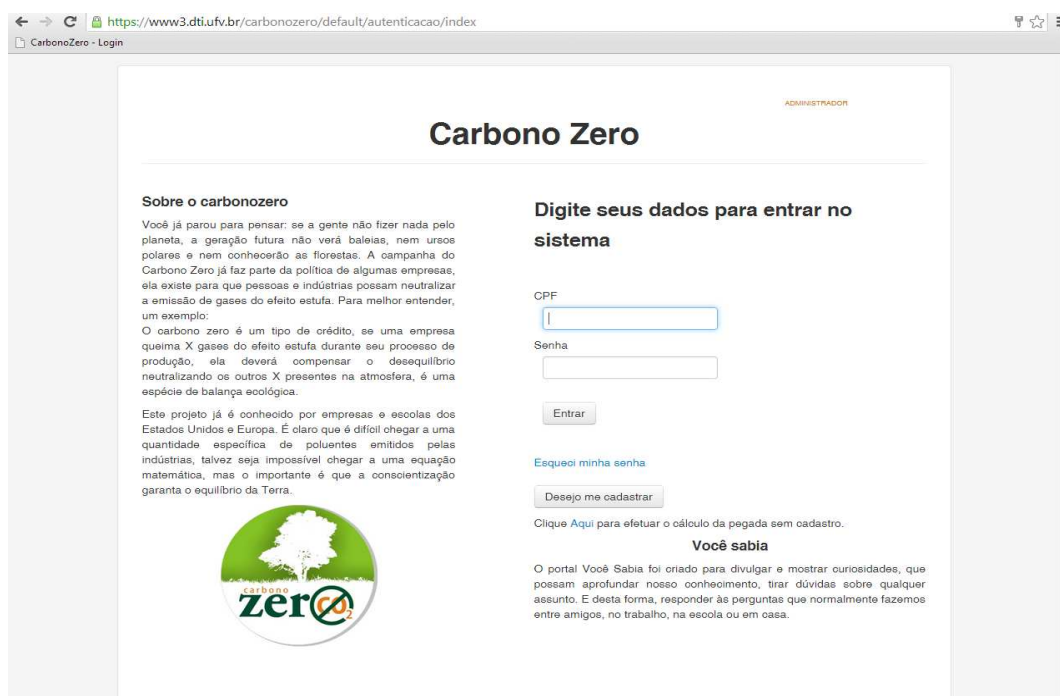 https://www3.dti.ufv.br/carbonozero/default/autenticacao/index
CarbonoZero - Login
ADMINISTRADOR
Carbono Zero
Sobre o carbonozero
Você já parou para pensar: se a gente não fizer nada pelo
planeta, a geração futura não verá baleias, nem ursos
polares e nem conhecerão as florestas. A campanha do
Carbono Zero já faz parte da política de algumas empresas,
ela existe para que pessoas e indústrias possam neutralizar
a emissão de gases do efeito estufa. Para melhor entender,
um exemplo:
O carbono zero é um tipo de crédito, se uma empresa
queima X gases do efeito estufa durante seu processo de
produção, ela deverá compensar o desequilíbrio
neutralizando os outros X presentes na atmosfera, é uma
espécie de balança ecológica.
Este projeto já é conhecido por empresas e escolas dos
Estados Unidos e Europa. É claro que é difícil chegar a uma
quantidade específica de poluentes emitidos pelas
indústrias, talvez seja impossível chegar a uma equação
matemática, mas o importante é que a conscientização
garanta o equilíbrio da Terra.
carbono
zero CO2
Digite seus dados para entrar no
sistema
CPF
Senha
Entrar
Esqueci minha senha
Desejo me cadastrar
Clique Aqui para efetuar o cálculo da pegada sem cadastro.
Você sabia
O portal Você Sabia foi criado para divulgar e mostrar curiosidades, que
possam aprofundar nosso conhecimento, tirar dúvidas sobre qualquer
assunto. E desta forma, responder às perguntas que normalmente fazemos
entre amigos, no trabalho, na escola ou em casa.